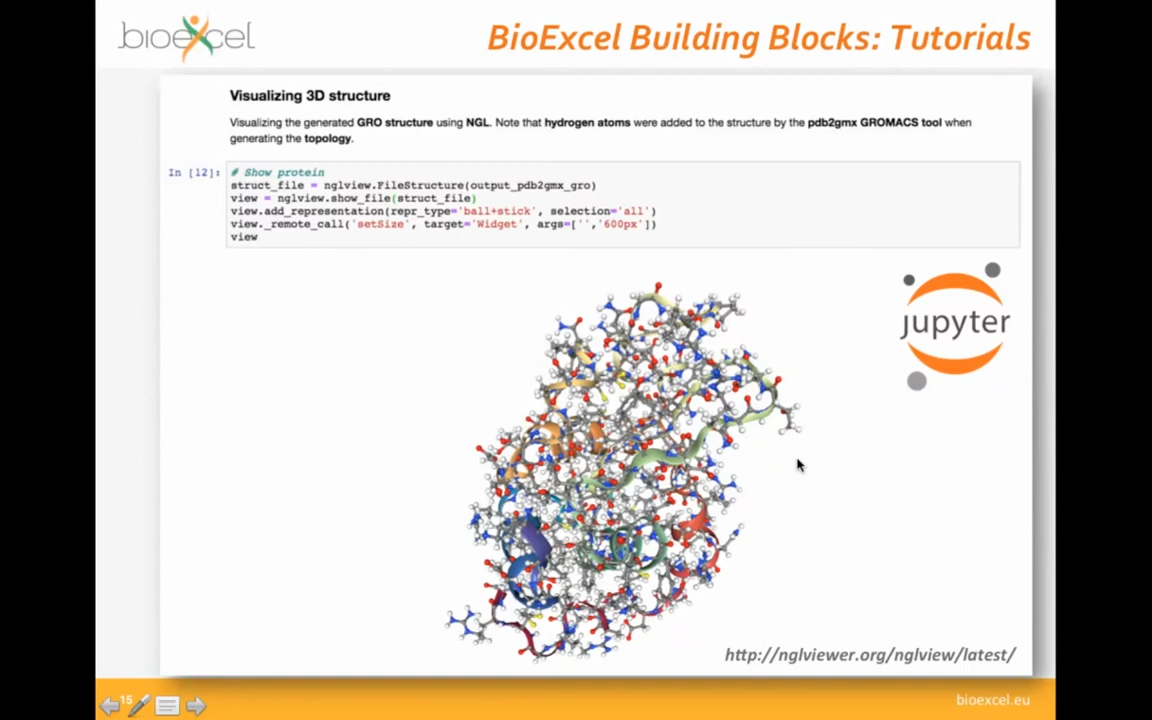 bioexcel
BioExcel Building Blocks: Tutorials
Visualizing 3D structure
Visualizing the generated GRO structure using NGL. Note that hydrogen atoms were added to the structure by the pdb2gmx GROMACS tool when
generating the topology.
In [12]:
# Show protein
struct_file = nglview.FileStructure(output_pdb2gmx_gro)
view = nglview.show_file(struct_file)
view.add_representation(repr_type='ball+stick', selection='all')
view._remote_call('setSize', target='Widget', args=['','600px'])
view
jupyter
http://nglviewer.org/nglview/latest/
15
bioexcel.eu